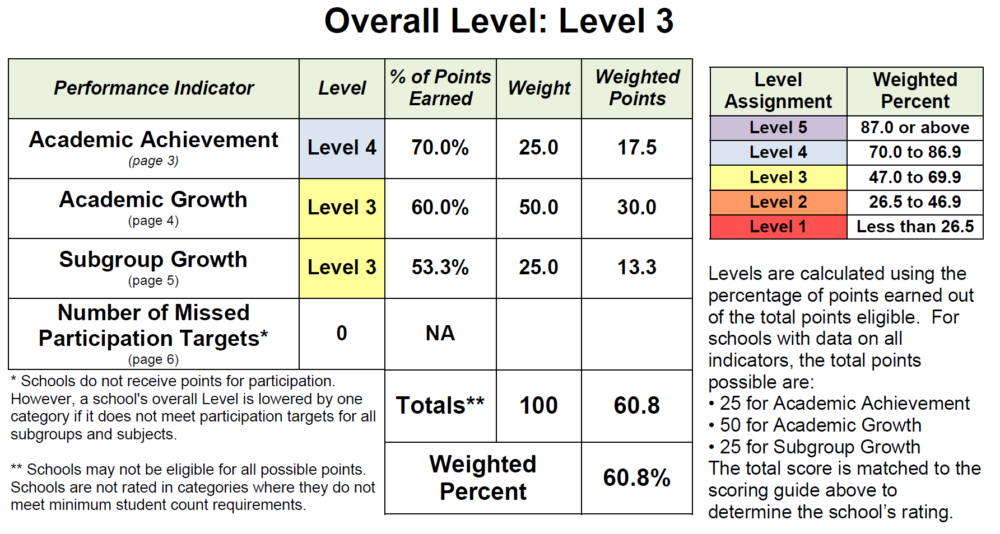 Overall Level: Level 3
Performance Indicator
Level
% of Points
Earned
Weight
Weighted
Points
Academic Achievement
(page 3)
Level 4
70.0%
25.0
17.5
Academic Growth
(page 4)
Level 3
60.0%
50.0
30.0
Subgroup Growth
(page 5)
Level 3
53.3%
25.0
13.3
Number of Missed
Participation Targets*
(page 6)
0
NA
Totals**
100
60.8
Weighted
Percent
60.8%
* Schools do not receive points for participation.
However, a school's overall Level is lowered by one
category if it does not meet participation targets for all
subgroups and subjects.
** Schools may not be eligible for all possible points.
Schools are not rated in categories where they do not
meet minimum student count requirements.
Level
Assignment
Weighted
Percent
Level 5
87.0 or above
Level 4
70.0 to 86.9
Level 3
47.0 to 69.9
Level 2
26.5 to 46.9
Level 1
Less than 26.5
Levels are calculated using the
percentage of points earned out
of the total points eligible.  For
schools with data on all
indicators, the total points
possible are:
• 25 for Academic Achievement
• 50 for Academic Growth
• 25 for Subgroup Growth
The total score is matched to the
scoring guide above to
determine the school’s rating.